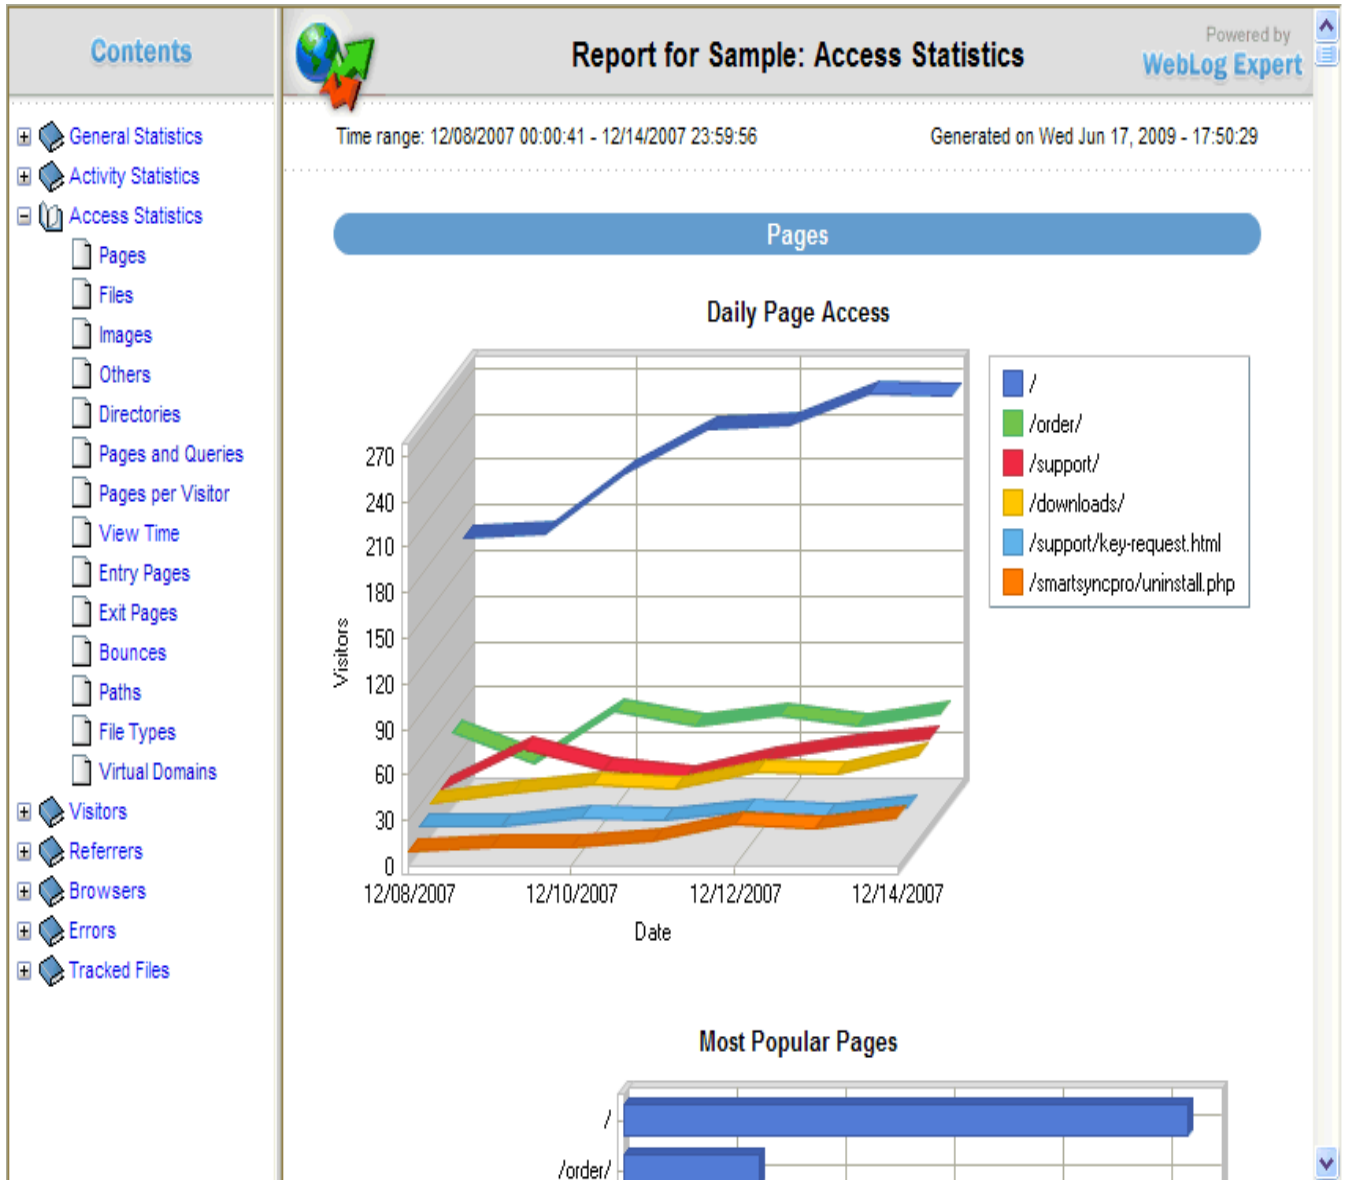 Contents
General Statistics
Activity Statistics
Access Statistics
Pages
Files
Images
Others
Directories
Pages and Queries
Pages per Visitor
View Time
Entry Pages
Exit Pages
Bounces
Paths
File Types
Virtual Domains
Visitors
Referrers
Browsers
Errors
Tracked Files
Report for Sample: Access Statistics
Powered by
WebLog Expert
Time range: 12/08/2007 00:00:41 - 12/14/2007 23:59:56
Generated on Wed Jun 17, 2009 - 17:50:29
Pages
Daily Page Access
270
240
210
180
150
120
90
60
30
0
Visitors
12/08/2007 12/10/2007 12/12/2007 12/14/2007
Date
/
/order/
/support/
/downloads/
/support/key-request.html
/smartsyncpro/uninstall.php
Most Popular Pages
/
/order/